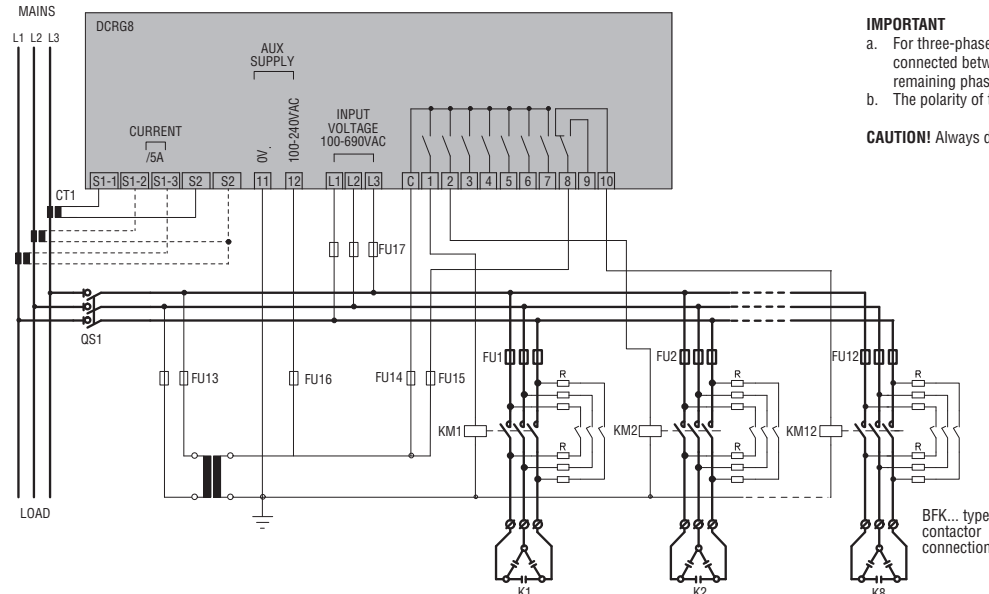 MAINS
L1 L2 L3
DCRG8
AUX
SUPPLY
0V.
100-240VAC
CURRENT
/5A
INPUT
VOLTAGE
100-690VAC
S1-1 S1-2 S1-3 S2 S2 11 12 L1 L2 L3 C 1 2 3 4 5 6 7 8 9 10
CT1
FU17
QS1
FU13
FU16
FU14
FU15
FU1
FU2
FU12
R
R
R
KM1
KM2
KM12
R
R
R
LOAD
K1
K2
K8
IMPORTANT
a. For three-phase
connected
remaining
b. The polarity of
CAUTION! Always
BFK... type
contactor
connection